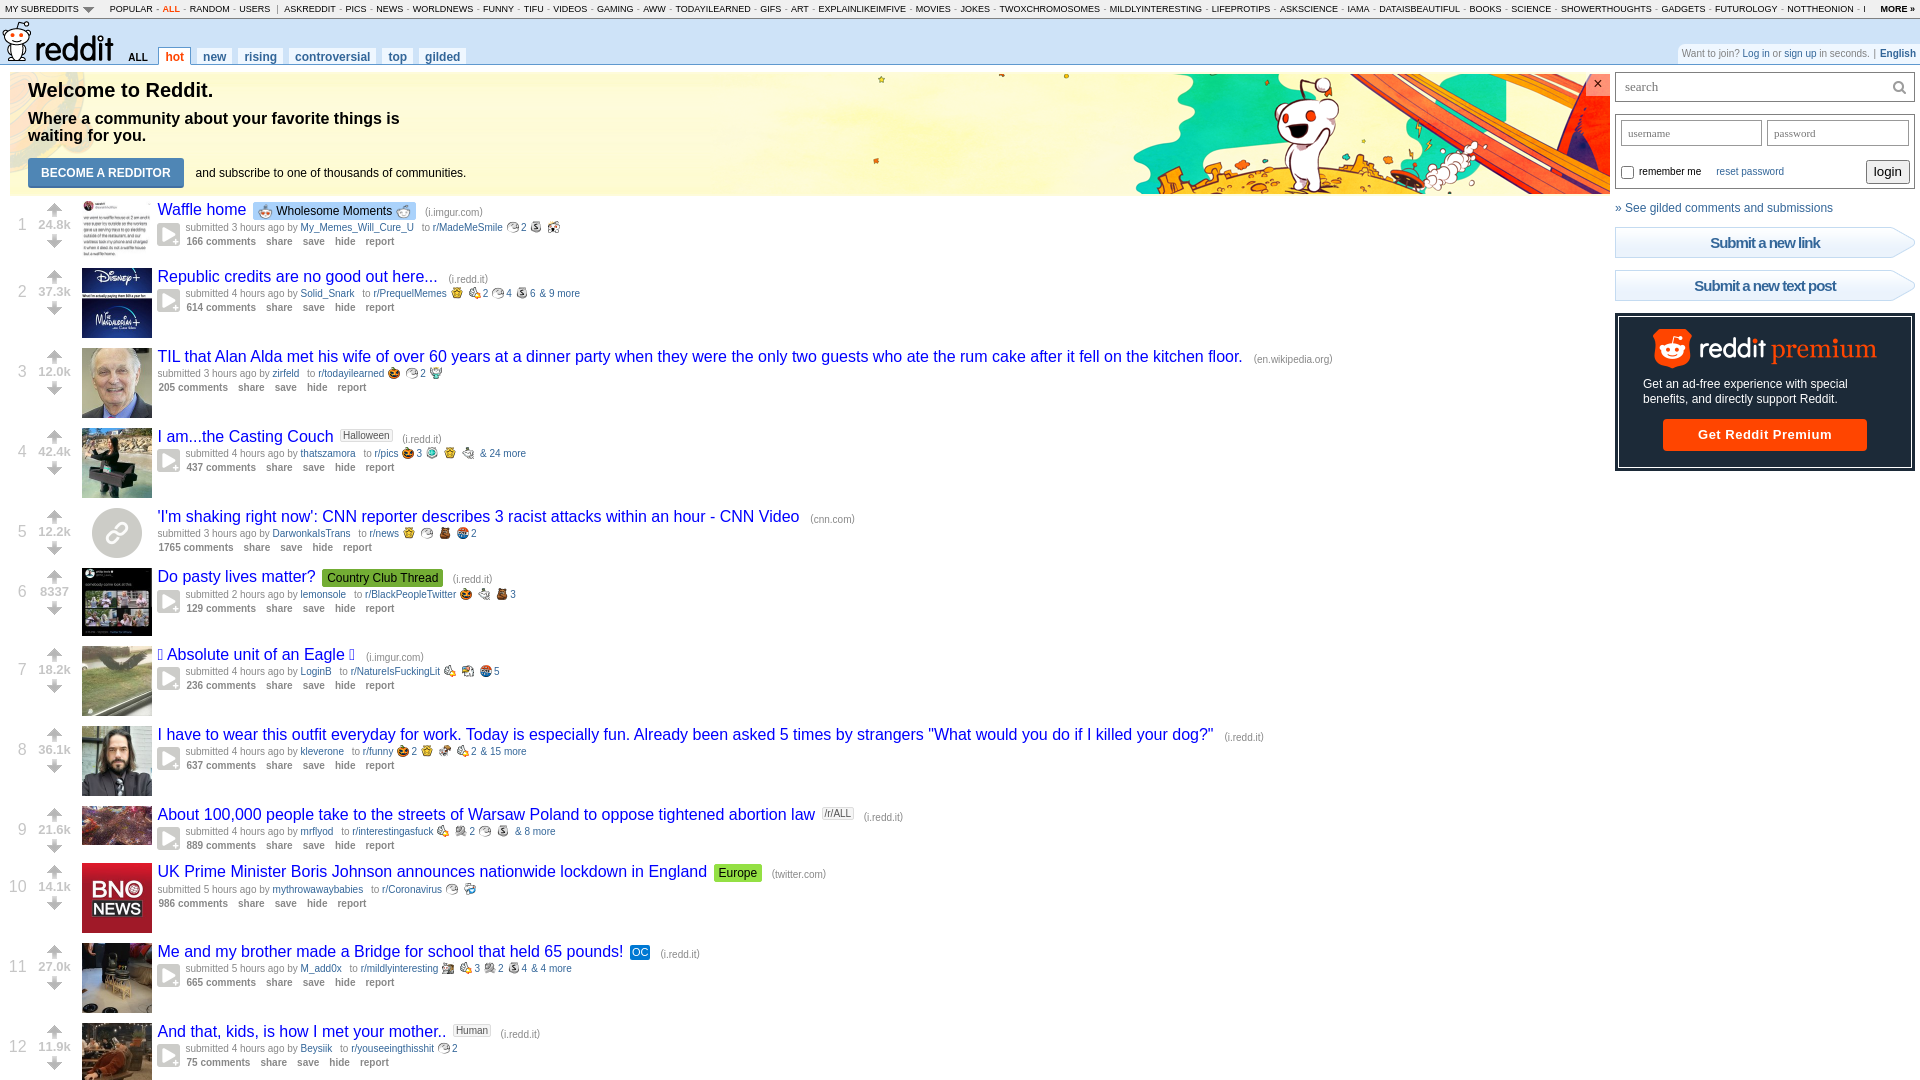 MY SUBREDDITS POPULAR - ALL - RANDOM - USERS | ASKREDDIT - PICS - NEWS - WORLDNEWS - FUNNY - TIFU - VIDEOS - GAMING - AWW - TODAYILEARNED - GIFS - ART - EXPLAINLIKEIMFIVE - MOVIES - JOKES - TWOXCHROMOSOMES - MILDLYINTERESTING - LIFEPROTIPS - ASKSCIENCE - IAMA - DATAISBEAUTIFUL - BOOKS - SCIENCE - SHOWERTHOUGHTS - GADGETS - FUTUROLOGY - NOTTHEONION - MORE »
reddit ALL hot new rising controversial top gilded
Want to join? Log in or sign up in seconds. | English
Welcome to Reddit.
Where a community about your favorite things is
waiting for you.
BECOME A REDDITOR and subscribe to one of thousands of communities.
×
search
username password
remember me reset password login
» See gilded comments and submissions
Submit a new link
Submit a new text post
reddit premium
Get an ad-free experience with special
benefits, and directly support Reddit.
Get Reddit Premium
1 24.8k
Waffle home Wholesome Moments (i.imgur.com)
submitted 3 hours ago by My_Memes_Will_Cure_U to r/MadeMeSmile 2
166 comments share save hide report
2 37.3k
Disney+
Republic credits are no good out here... (i.redd.it)
submitted 4 hours ago by Solid_Snark to r/PrequelMemes 2 4 6 & 9 more
614 comments share save hide report
3 12.0k
TIL that Alan Alda met his wife of over 60 years at a dinner party when they were the only two guests who ate the rum cake after it fell on the kitchen floor. (en.wikipedia.org)
submitted 3 hours ago by zirfeld to r/todayilearned 2
205 comments share save hide report
4 42.4k
I am...the Casting Couch Halloween (i.redd.it)
submitted 4 hours ago by thatszamora to r/pics 3 & 24 more
437 comments share save hide report
5 12.2k
'I'm shaking right now': CNN reporter describes 3 racist attacks within an hour - CNN Video (cnn.com)
submitted 3 hours ago by DarwonkaIsTrans to r/news 2
1765 comments share save hide report
6 8337
Do pasty lives matter? Country Club Thread (i.redd.it)
submitted 2 hours ago by lemonsole to r/BlackPeopleTwitter 3
129 comments share save hide report
7 18.2k
Absolute unit of an Eagle (i.imgur.com)
submitted 4 hours ago by LoginB to r/NatureIsFuckingLit 5
236 comments share save hide report
8 36.1k
I have to wear this outfit everyday for work. Today is especially fun. Already been asked 5 times by strangers "What would you do if I killed your dog?" (i.redd.it)
submitted 4 hours ago by kleverone to r/funny 2 2 & 15 more
637 comments share save hide report
9 21.6k
About 100,000 people take to the streets of Warsaw Poland to oppose tightened abortion law /r/ALL (i.redd.it)
submitted 4 hours ago by mrflyod to r/interestingasfuck 2 & 8 more
889 comments share save hide report
10 14.1k
BNO
NEWS
UK Prime Minister Boris Johnson announces nationwide lockdown in England Europe (twitter.com)
submitted 5 hours ago by mythrowawaybabies to r/Coronavirus
986 comments share save hide report
11 27.0k
Me and my brother made a Bridge for school that held 65 pounds! OC (i.redd.it)
submitted 5 hours ago by M_add0x to r/mildlyinteresting 3 2 4 & 4 more
665 comments share save hide report
12 11.9k
And that, kids, is how I met your mother.. Human (i.redd.it)
submitted 4 hours ago by Beysiik to r/youseeingthisshit 2
75 comments share save hide report